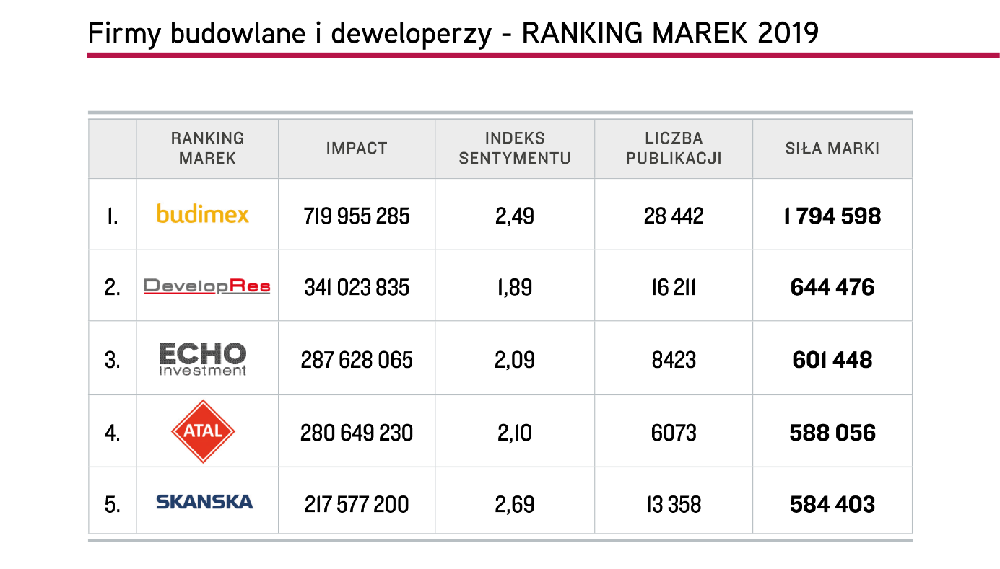 Firmy budowlane i deweloperzy - RANKING MAREK 2019
RANKING MAREK IMPACT INDEKS SENTYMENTU LICZBA PUBLIKACJI SIŁA MARKI
1. budimex 719 955 285 2,49 28 442 1 794 598
2. DevelopRes 341 023 835 1,89 16 211 644 476
3. ECHO investment 287 628 065 2,09 8423 601 448
4. ATAL 280 649 230 2,10 6073 588 056
5. SKANSKA 217 577 200 2,69 13 358 584 403